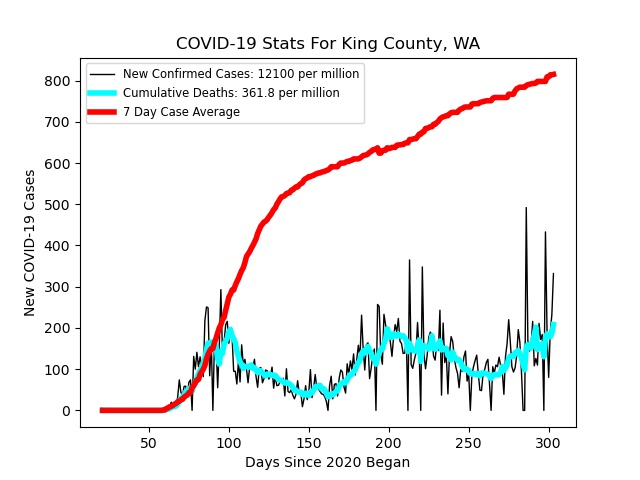 COVID-19 Stats For King County, WA
New Confirmed Cases: 12100 per million
Cumulative Deaths: 361.8 per million
7 Day Case Average
800
700
600
500
400
300
200
100
0
New COVID-19 Cases
50 100 150 200 250 300
Days Since 2020 Began